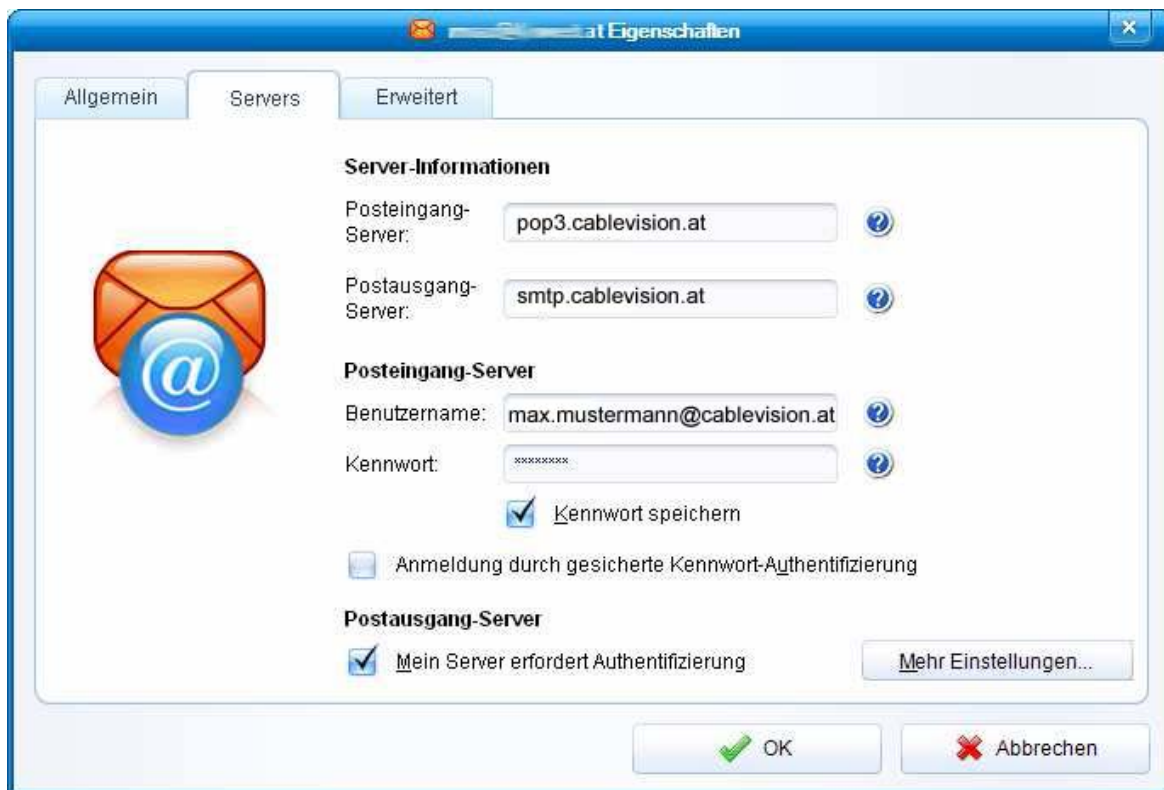 at Eigenschaften
Allgemein
Servers
Erweitert
Server-Informationen
Posteingang-
Server:
pop3.cablevision.at
Postausgang-
Server:
smtp.cablevision.at
Posteingang-Server
Benutzername:
max.mustermann@cablevision.at
Kennwort:
********
Kennwort speichern
Anmeldung durch gesicherte Kennwort-Authentifizierung
Postausgang-Server
Mein Server erfordert Authentifizierung
Mehr Einstellungen...
OK
Abbrechen